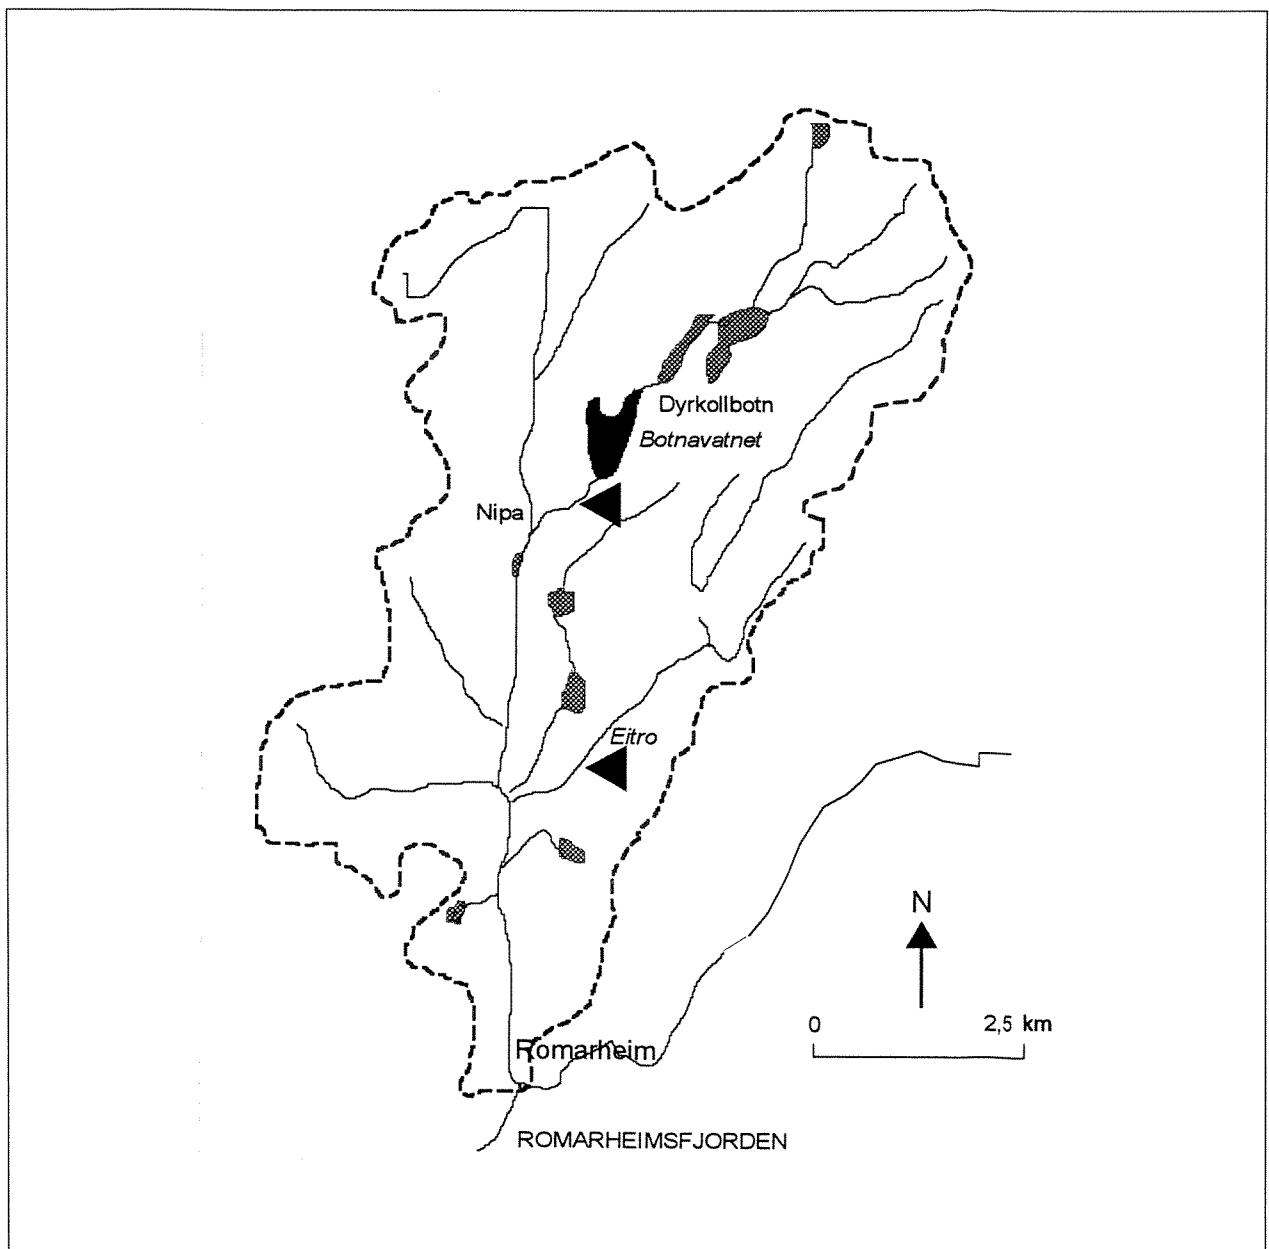 Dyrkollbotn
Botnavatnet
Nipa
Eitro
N
0 2,5 km
Romarheim
ROMARHEIMSFJORDEN